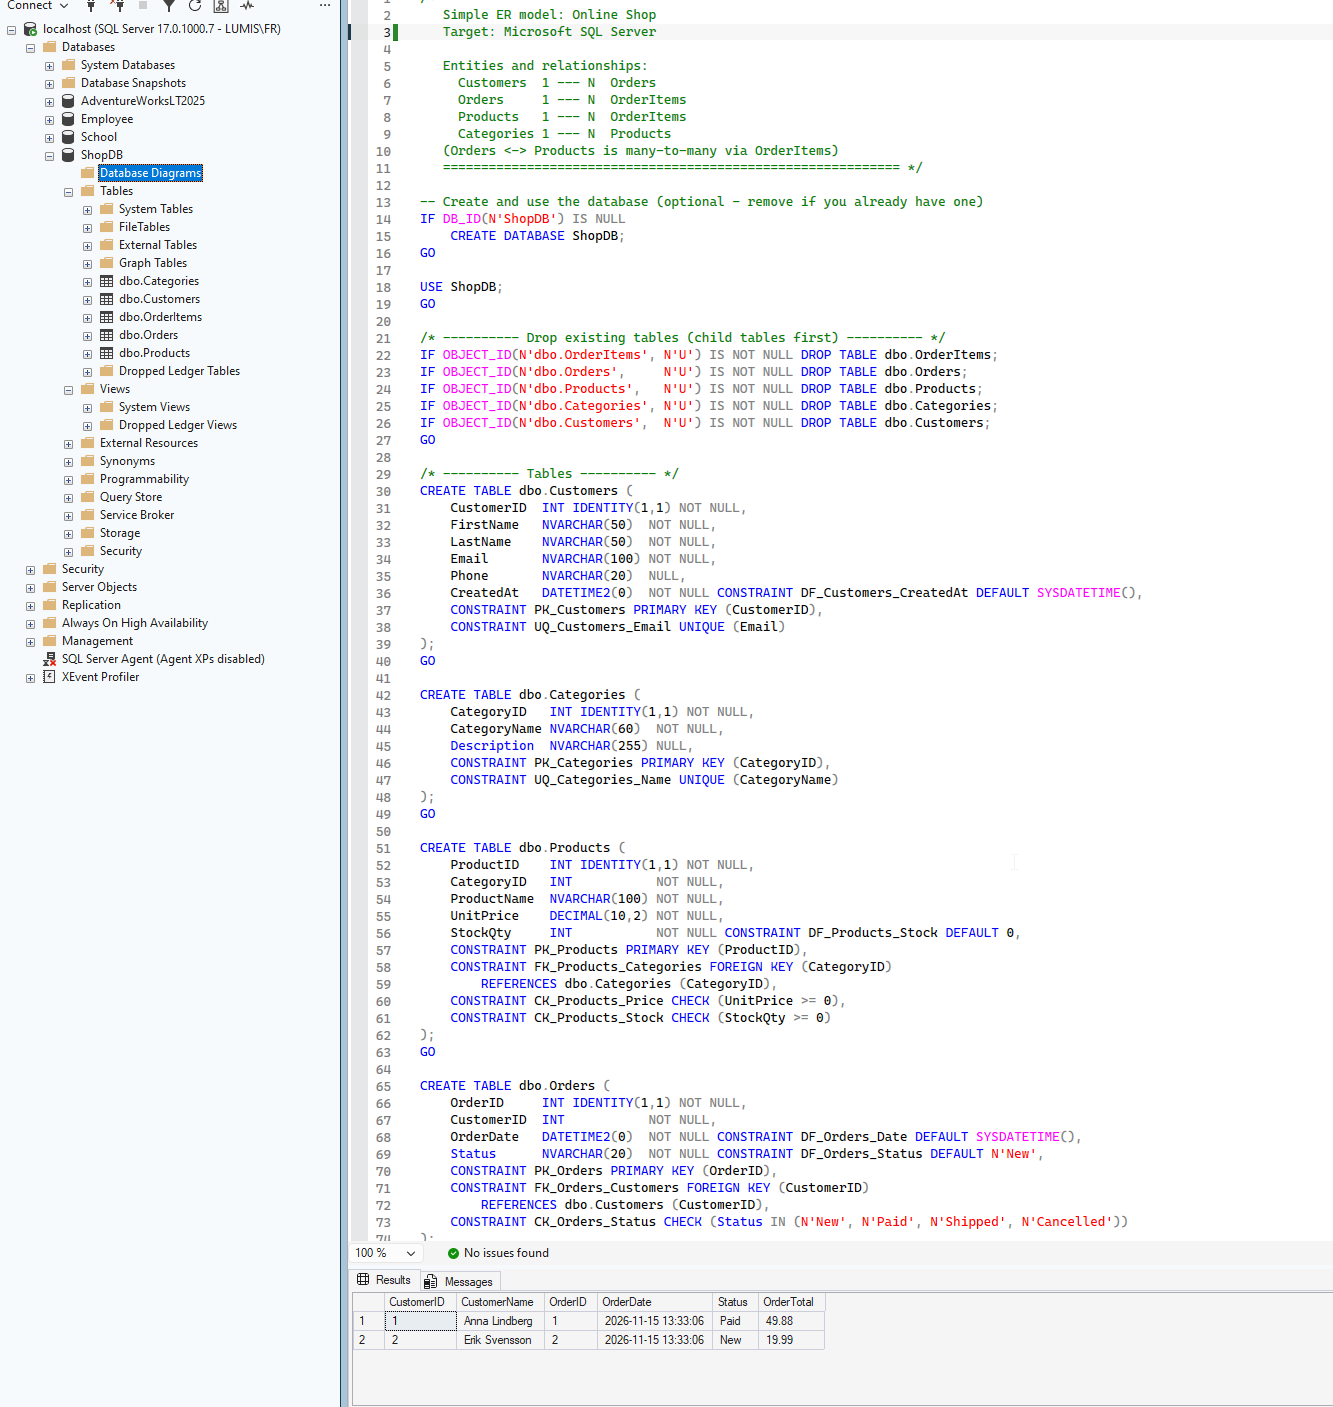 Connect
localhost (SQL Server 17.0.1000.7 - LUMIS\FR)
Databases
System Databases
Database Snapshots
AdventureWorksLT2025
Employee
School
ShopDB
Database Diagrams
Tables
System Tables
FileTables
External Tables
Graph Tables
dbo.Categories
dbo.Customers
dbo.OrderItems
dbo.Orders
dbo.Products
Dropped Ledger Tables
Views
System Views
Dropped Ledger Views
External Resources
Synonyms
Programmability
Query Store
Service Broker
Storage
Security
Security
Server Objects
Replication
Always On High Availability
Management
SQL Server Agent (Agent XPs disabled)
XEvent Profiler
2 Simple ER model: Online Shop
3 Target: Microsoft SQL Server
4
5 Entities and relationships:
6 Customers 1 --- N Orders
7 Orders 1 --- N OrderItems
8 Products 1 --- N OrderItems
9 Categories 1 --- N Products
10 (Orders <-> Products is many-to-many via OrderItems)
11 ============================================================ */
12
13 -- Create and use the database (optional - remove if you already have one)
14 IF DB_ID(N'ShopDB') IS NULL
15 CREATE DATABASE ShopDB;
16 GO
17
18 USE ShopDB;
19 GO
20
21 /* ---------- Drop existing tables (child tables first) ---------- */
22 IF OBJECT_ID(N'dbo.OrderItems', N'U') IS NOT NULL DROP TABLE dbo.OrderItems;
23 IF OBJECT_ID(N'dbo.Orders', N'U') IS NOT NULL DROP TABLE dbo.Orders;
24 IF OBJECT_ID(N'dbo.Products', N'U') IS NOT NULL DROP TABLE dbo.Products;
25 IF OBJECT_ID(N'dbo.Categories', N'U') IS NOT NULL DROP TABLE dbo.Categories;
26 IF OBJECT_ID(N'dbo.Customers', N'U') IS NOT NULL DROP TABLE dbo.Customers;
27 GO
28
29 /* ---------- Tables ---------- */
30 CREATE TABLE dbo.Customers (
31 CustomerID INT IDENTITY(1,1) NOT NULL,
32 FirstName NVARCHAR(50) NOT NULL,
33 LastName NVARCHAR(50) NOT NULL,
34 Email NVARCHAR(100) NOT NULL,
35 Phone NVARCHAR(20) NULL,
36 CreatedAt DATETIME2(0) NOT NULL CONSTRAINT DF_Customers_CreatedAt DEFAULT SYSDATETIME(),
37 CONSTRAINT PK_Customers PRIMARY KEY (CustomerID),
38 CONSTRAINT UQ_Customers_Email UNIQUE (Email)
39 );
40 GO
41
42 CREATE TABLE dbo.Categories (
43 CategoryID INT IDENTITY(1,1) NOT NULL,
44 CategoryName NVARCHAR(60) NOT NULL,
45 Description NVARCHAR(255) NULL,
46 CONSTRAINT PK_Categories PRIMARY KEY (CategoryID),
47 CONSTRAINT UQ_Categories_Name UNIQUE (CategoryName)
48 );
49 GO
50
51 CREATE TABLE dbo.Products (
52 ProductID INT IDENTITY(1,1) NOT NULL,
53 CategoryID INT NOT NULL,
54 ProductName NVARCHAR(100) NOT NULL,
55 UnitPrice DECIMAL(10,2) NOT NULL,
56 StockQty INT NOT NULL CONSTRAINT DF_Products_Stock DEFAULT 0,
57 CONSTRAINT PK_Products PRIMARY KEY (ProductID),
58 CONSTRAINT FK_Products_Categories FOREIGN KEY (CategoryID)
59 REFERENCES dbo.Categories (CategoryID),
60 CONSTRAINT CK_Products_Price CHECK (UnitPrice >= 0),
61 CONSTRAINT CK_Products_Stock CHECK (StockQty >= 0)
62 );
63 GO
64
65 CREATE TABLE dbo.Orders (
66 OrderID INT IDENTITY(1,1) NOT NULL,
67 CustomerID INT NOT NULL,
68 OrderDate DATETIME2(0) NOT NULL CONSTRAINT DF_Orders_Date DEFAULT SYSDATETIME(),
69 Status NVARCHAR(20) NOT NULL CONSTRAINT DF_Orders_Status DEFAULT N'New',
70 CONSTRAINT PK_Orders PRIMARY KEY (OrderID),
71 CONSTRAINT FK_Orders_Customers FOREIGN KEY (CustomerID)
72 REFERENCES dbo.Customers (CustomerID),
73 CONSTRAINT CK_Orders_Status CHECK (Status IN (N'New', N'Paid', N'Shipped', N'Cancelled'))
74 );
100 % No issues found
Results Messages
CustomerID CustomerName OrderID OrderDate Status OrderTotal
1 1 Anna Lindberg 1 2026-11-15 13:33:06 Paid 49.88
2 2 Erik Svensson 2 2026-11-15 13:33:06 New 19.99